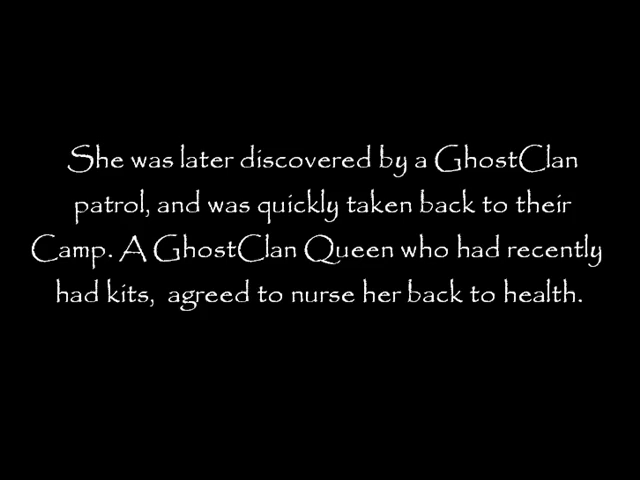 She was later discovered by a GhostClan
patrol, and was quickly taken back to their
Camp. A GhostClan Queen who had recently
had kits,  agreed to nurse her back to health.